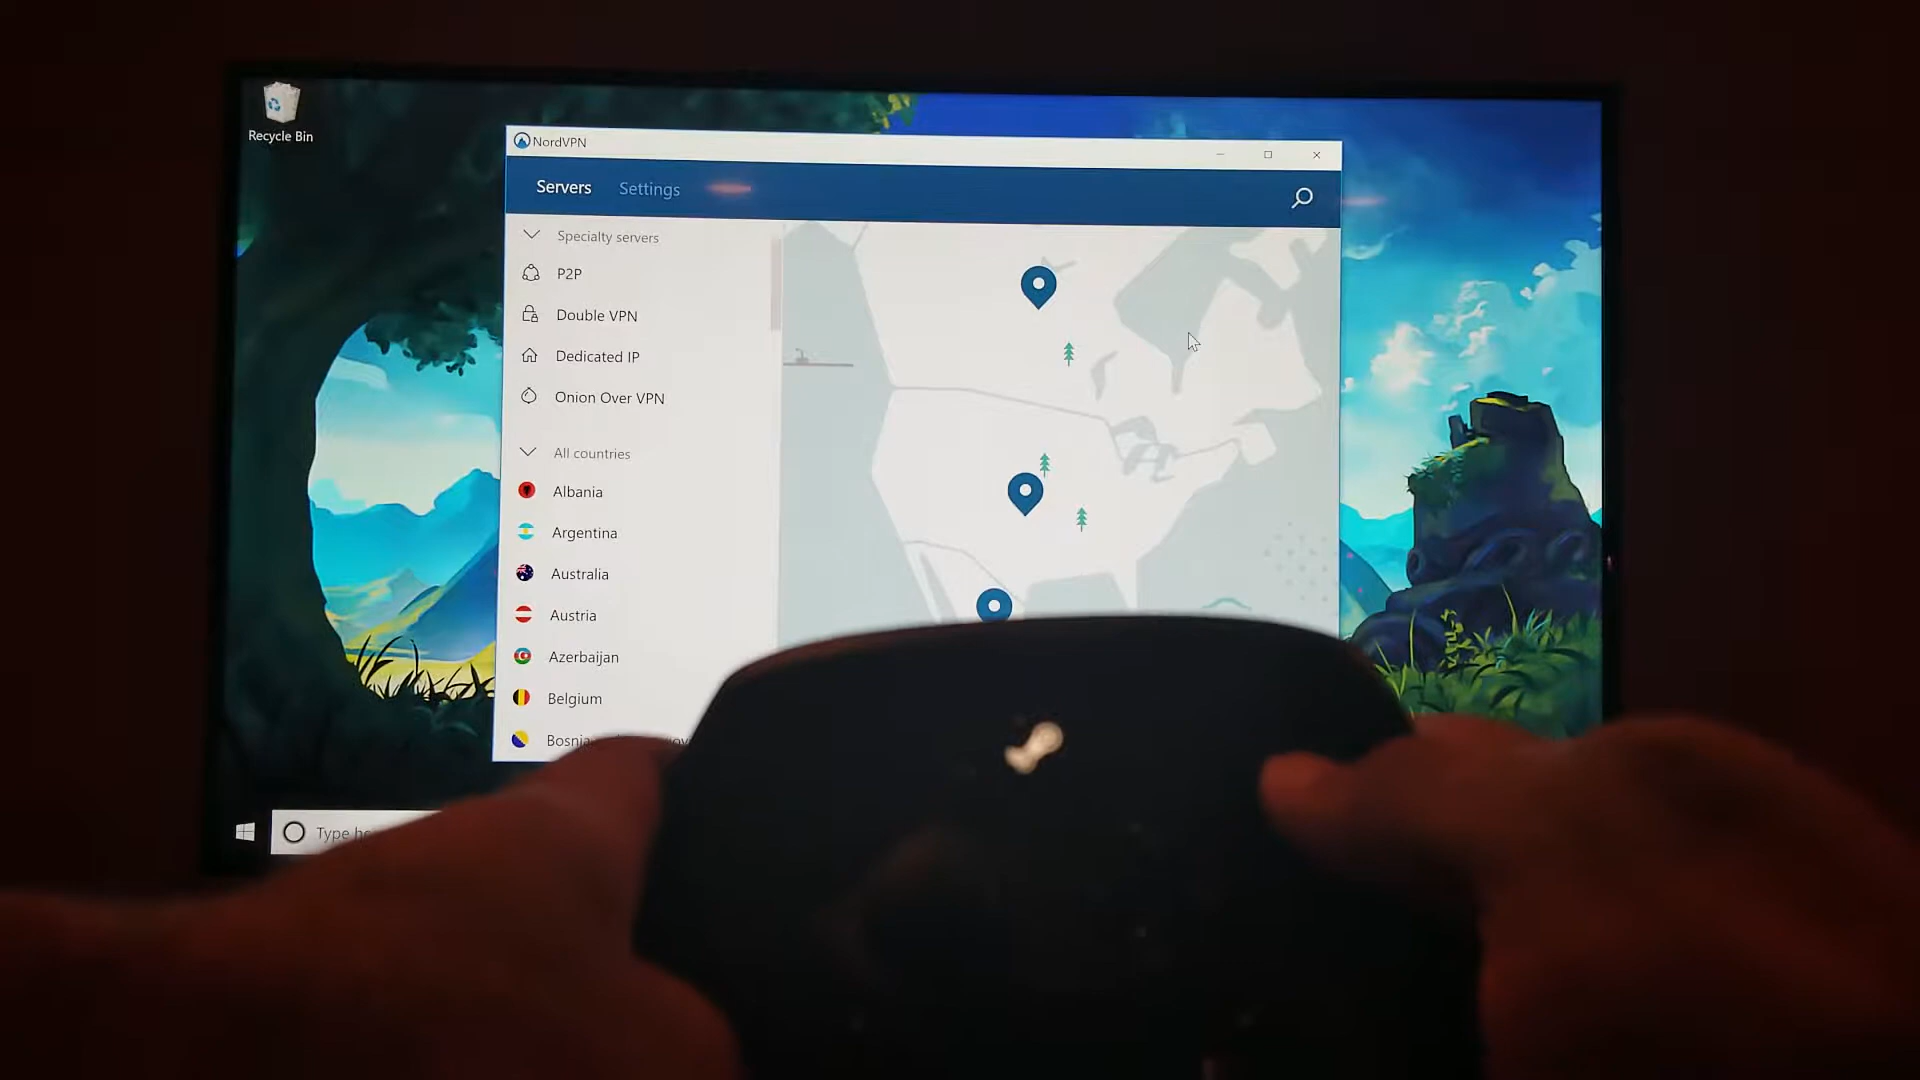 Recycle Bin
NordVPN
Servers
Settings
Specialty servers
P2P
Double VPN
Dedicated IP
Onion Over VPN
All countries
Albania
Argentina
Australia
Austria
Azerbaijan
Belgium
Type